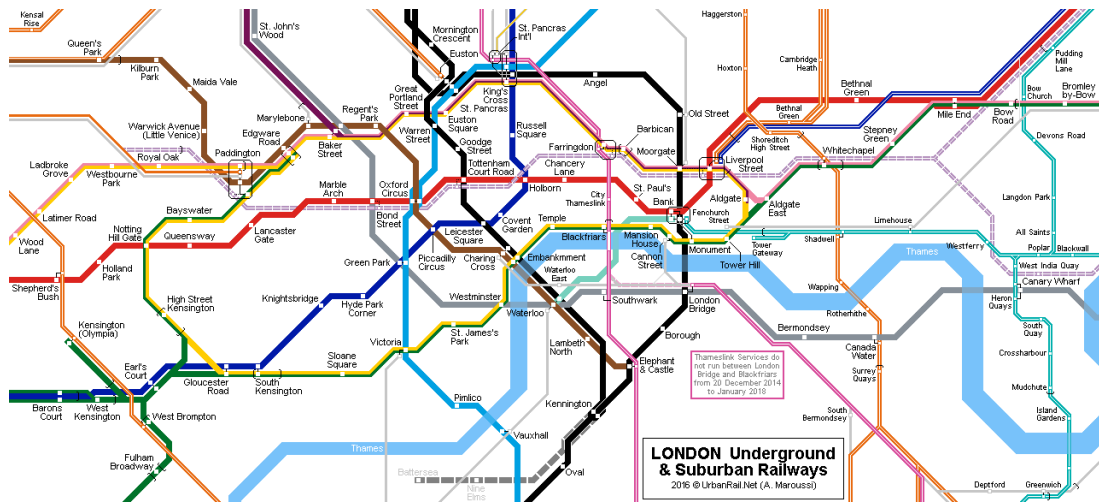 Kensal
Rise
Queen's
Park
Kilburn
Park
Maida Vale
Warwick Avenue
(Little Venice)
Royal Oak
Paddington
Edgware
Road
Marylebone
St. John's
Wood
Baker
Street
Regent's
Park
Great
Portland
Street
Warren
Street
Euston
Square
Mornington
Crescent
Euston
St. Pancras
Int'l
King's
Cross
St. Pancras
Angel
Old Street
Haggerston
Hoxton
Cambridge
Heath
Bethnal
Green
Bethnal
Green
Shoreditch
High Street
Liverpool
Street
Moorgate
Barbican
Farringdon
Chancery
Lane
Russell
Square
Goodge
Street
Tottenham
Court Road
Holborn
Oxford
Circus
Bond
Street
Marble
Arch
Lancaster
Gate
Queensway
Bayswater
Notting
Hill Gate
Westbourne
Park
Ladbroke
Grove
Latimer Road
Wood
Lane
Shepherd's
Bush
Holland
Park
High Street
Kensington
Kensington
(Olympia)
Barons
Court
West
Kensington
Earl's
Court
West Brompton
Fulham
Broadway
Gloucester
Road
South
Kensington
Sloane
Square
Knightsbridge
Hyde Park
Corner
Green Park
Piccadilly
Circus
Leicester
Square
Covent
Garden
Charing
Cross
Embankment
Temple
Blackfriars
City
Thameslink
St. Paul's
Bank
Mansion
House
Cannon
Street
Monument
Fenchurch
Street
Tower
Gateway
Tower Hill
Aldgate
Aldgate
East
Whitechapel
Stepney
Green
Mile End
Bow
Road
Bow
Church
Bromley
by-Bow
Pudding
Mill
Lane
Devons Road
Langdon Park
All Saints
Poplar
Blackwall
West India Quay
Canary Wharf
Heron
Quays
South
Quay
Crossharbour
Mudchute
Island
Gardens
Greenwich
Deptford
Limehouse
Westferry
Shadwell
Wapping
Rotherhithe
Canada
Water
Surrey
Quays
South
Bermondsey
Bermondsey
London
Bridge
Borough
Southwark
Waterloo
East
Waterloo
Westminster
St. James's
Park
Victoria
Pimlico
Vauxhall
Lambeth
North
Elephant
& Castle
Kennington
Oval
Battersea
Nine
Elms
Thames
Thames
Thameslink Services do
not run between London
Bridge and Blackfriars
from 20 December 2014
to January 2018
LONDON Underground
& Suburban Railways
2016 © UrbanRail.Net (A. Maroussi)